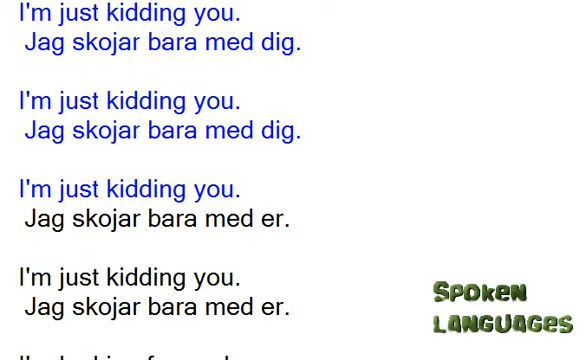 I'm just kidding you.
Jag skojar bara med dig.
I'm just kidding you.
Jag skojar bara med dig.
I'm just kidding you.
Jag skojar bara med er.
I'm just kidding you.
Jag skojar bara med er.
Spoken
Languages